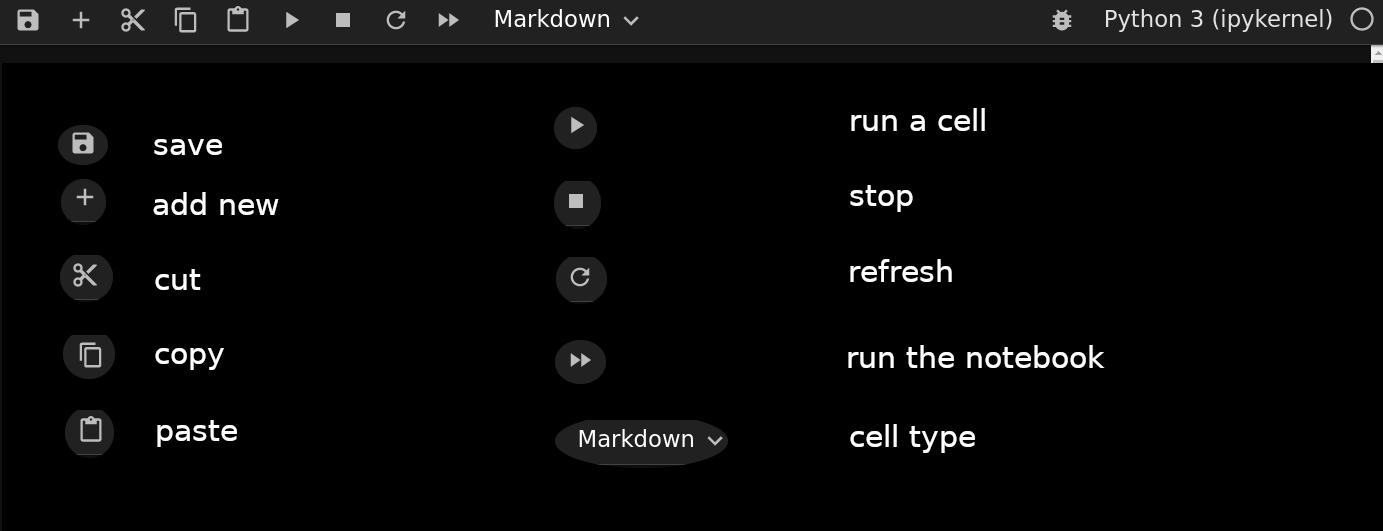 Markdown
Python 3 (ipykernel)
save
add new
cut
copy
paste
run a cell
stop
refresh
run the notebook
Markdown
cell type